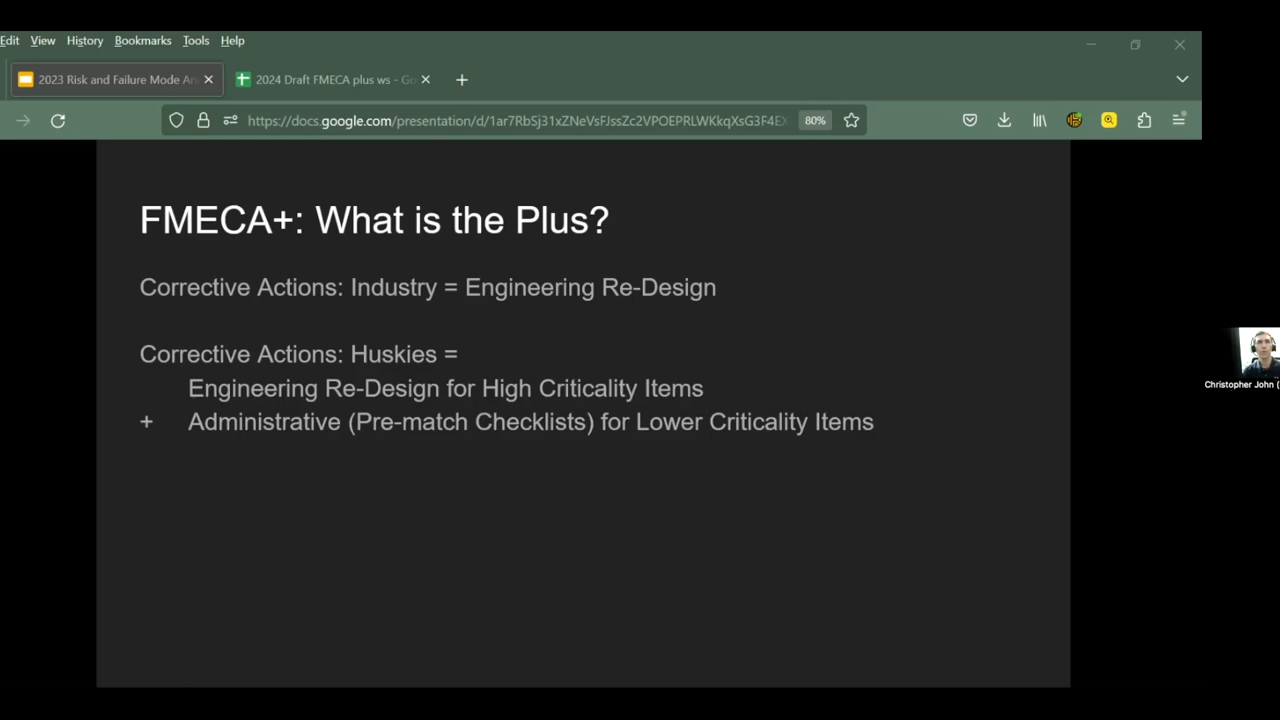 Edit View History Bookmarks Tools Help
2023 Risk and Failure Mode An
2024 Draft FMECA plus ws - Go
https://docs.google.com/presentation/d/1ar7RbSj31xZNeVsFJssZc2VPOEPRLWKkqXsG3F4EX
80%
FMECA+: What is the Plus?
Corrective Actions: Industry = Engineering Re-Design
Corrective Actions: Huskies =
Engineering Re-Design for High Criticality Items
+ Administrative (Pre-match Checklists) for Lower Criticality Items
Christopher John (